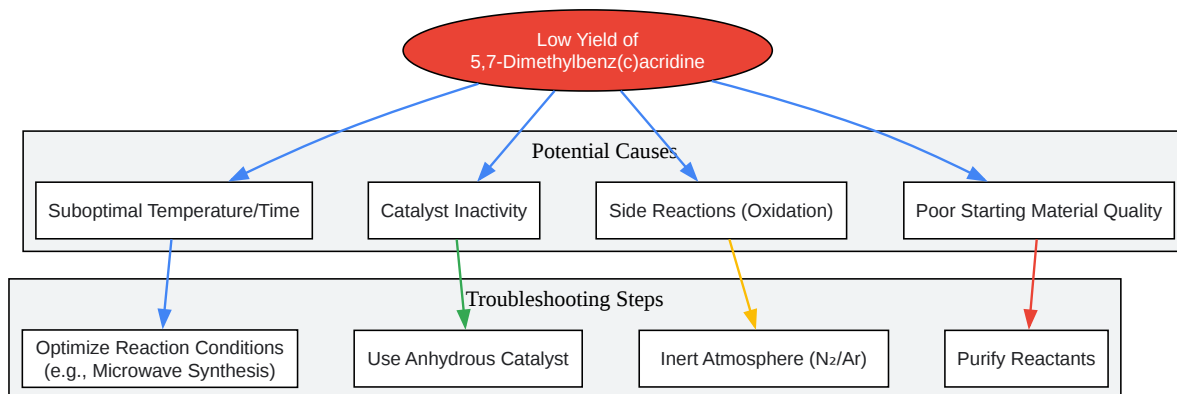 Low Yield of
5,7-Dimethylbenz(c)acridine
Potential Causes
Suboptimal Temperature/Time
Catalyst Inactivity
Side Reactions (Oxidation)
Poor Starting Material Quality
Troubleshooting Steps
Optimize Reaction Conditions
(e.g., Microwave Synthesis)
Use Anhydrous Catalyst
Inert Atmosphere (N₂/Ar)
Purify Reactants